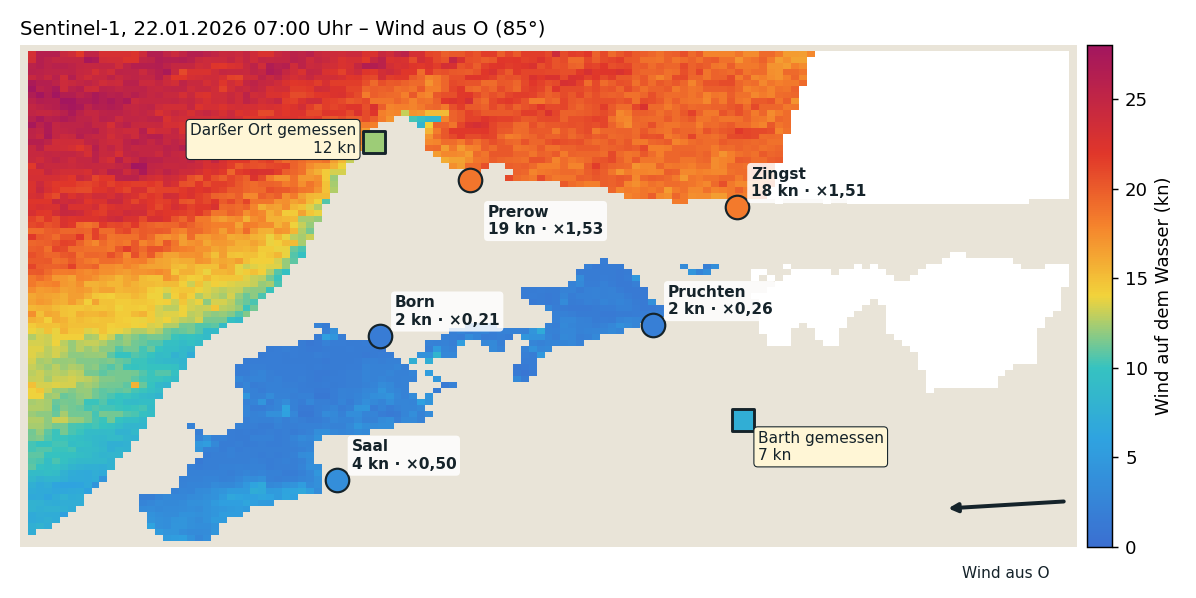 Sentinel-1, 22.01.2026 07:00 Uhr – Wind aus O (85°)
Darßer Ort gemessen
12 kn
Zingst
18 kn · ×1,51
Prerow
19 kn · ×1,53
Born
2 kn · ×0,21
Pruchten
2 kn · ×0,26
Saal
4 kn · ×0,50
Barth gemessen
7 kn
Wind aus O
25
20
15
10
5
0
Wind auf dem Wasser (kn)